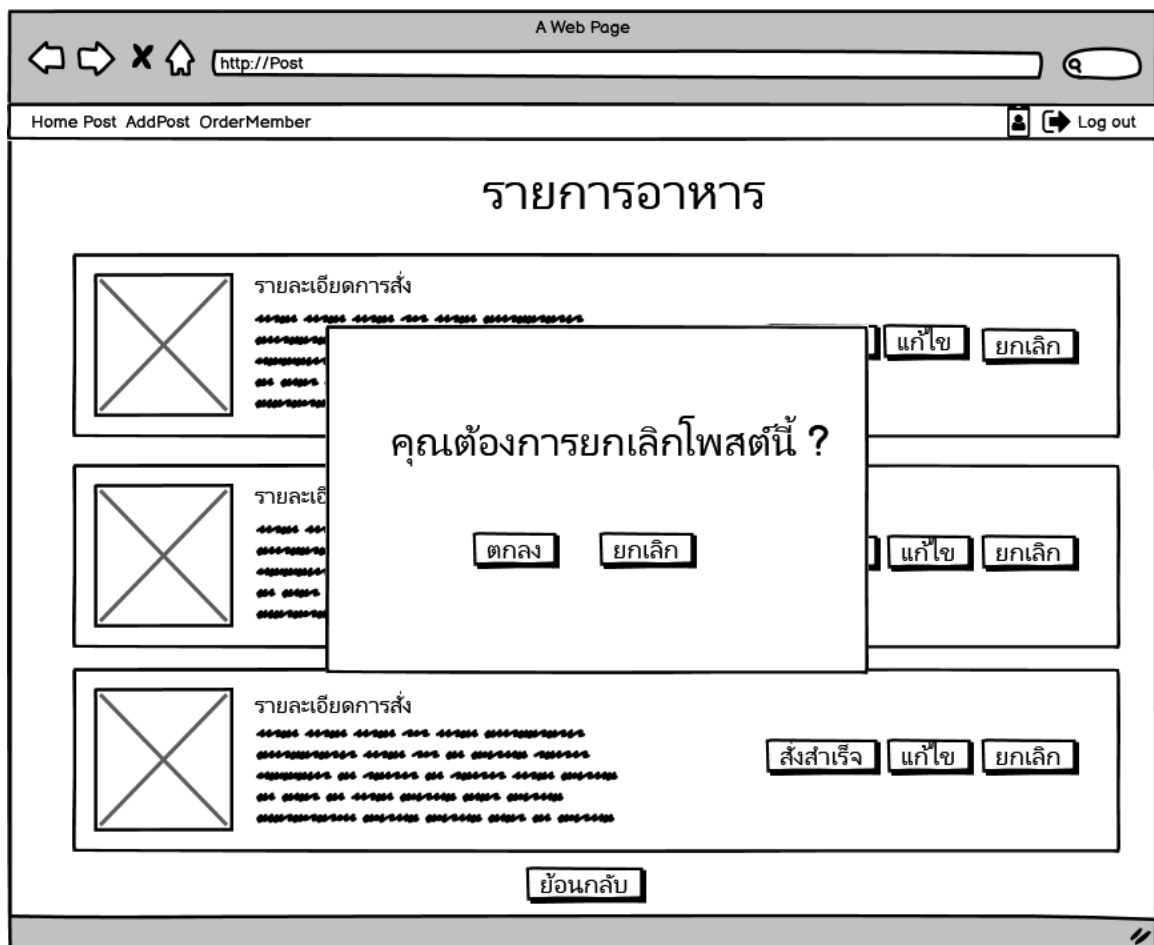 A Web Page
http://Post
Home Post AddPost OrderMember
Log out
รายการอาหาร
รายละเอียดการสั่ง
แก้ไข ยกเลิก
คุณต้องการยกเลิกโพสต์นี้ ?
ตกลง ยกเลิก
แก้ไข ยกเลิก
รายละเอียดการสั่ง
สั่งสำเร็จ แก้ไข ยกเลิก
ย้อนกลับ